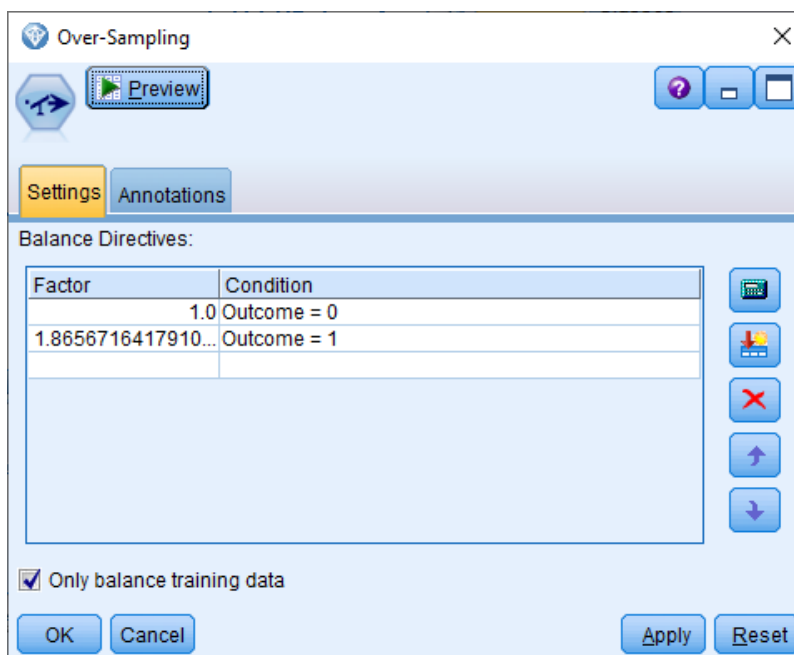 Over-Sampling
Preview
Settings Annotations
Balance Directives:
Factor Condition
1.0 Outcome = 0
1.8656716417910... Outcome = 1
Only balance training data
OK Cancel Apply Reset